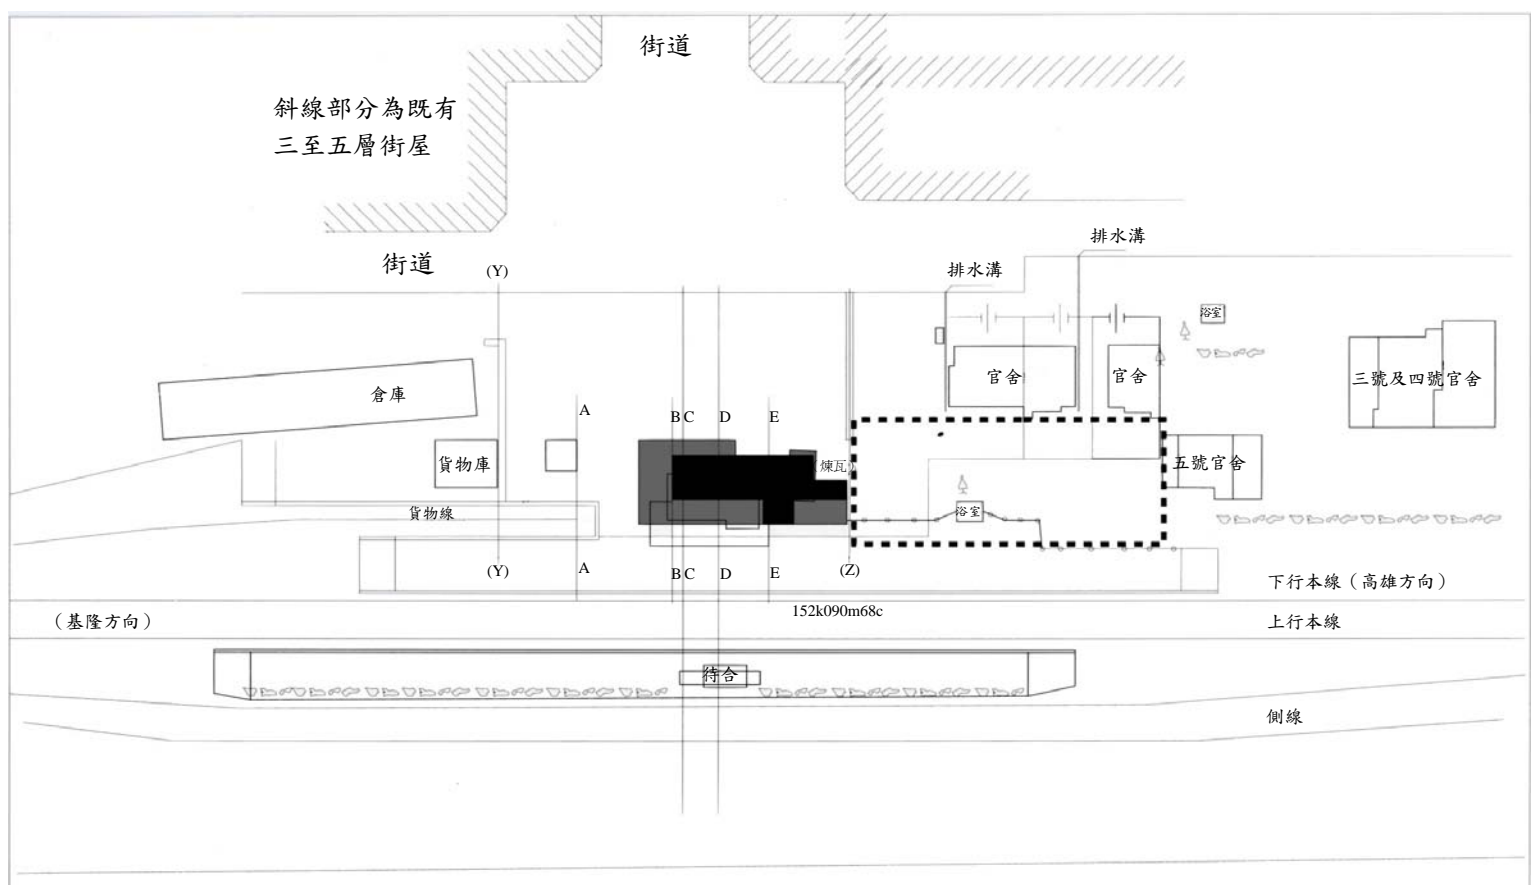 街道
斜線部分為既有
三至五層街屋
街道
(Y)
排水溝
排水溝
浴室
官舍
官舍
三號及四號官舍
倉庫
A
B C
D
E
貨物庫
煉瓦
五號官舍
貨物線
浴室
(Y)
A
B C
D
E
(Z)
下行本線（高雄方向）
152k090m68c
（基隆方向）
上行本線
待合
側線